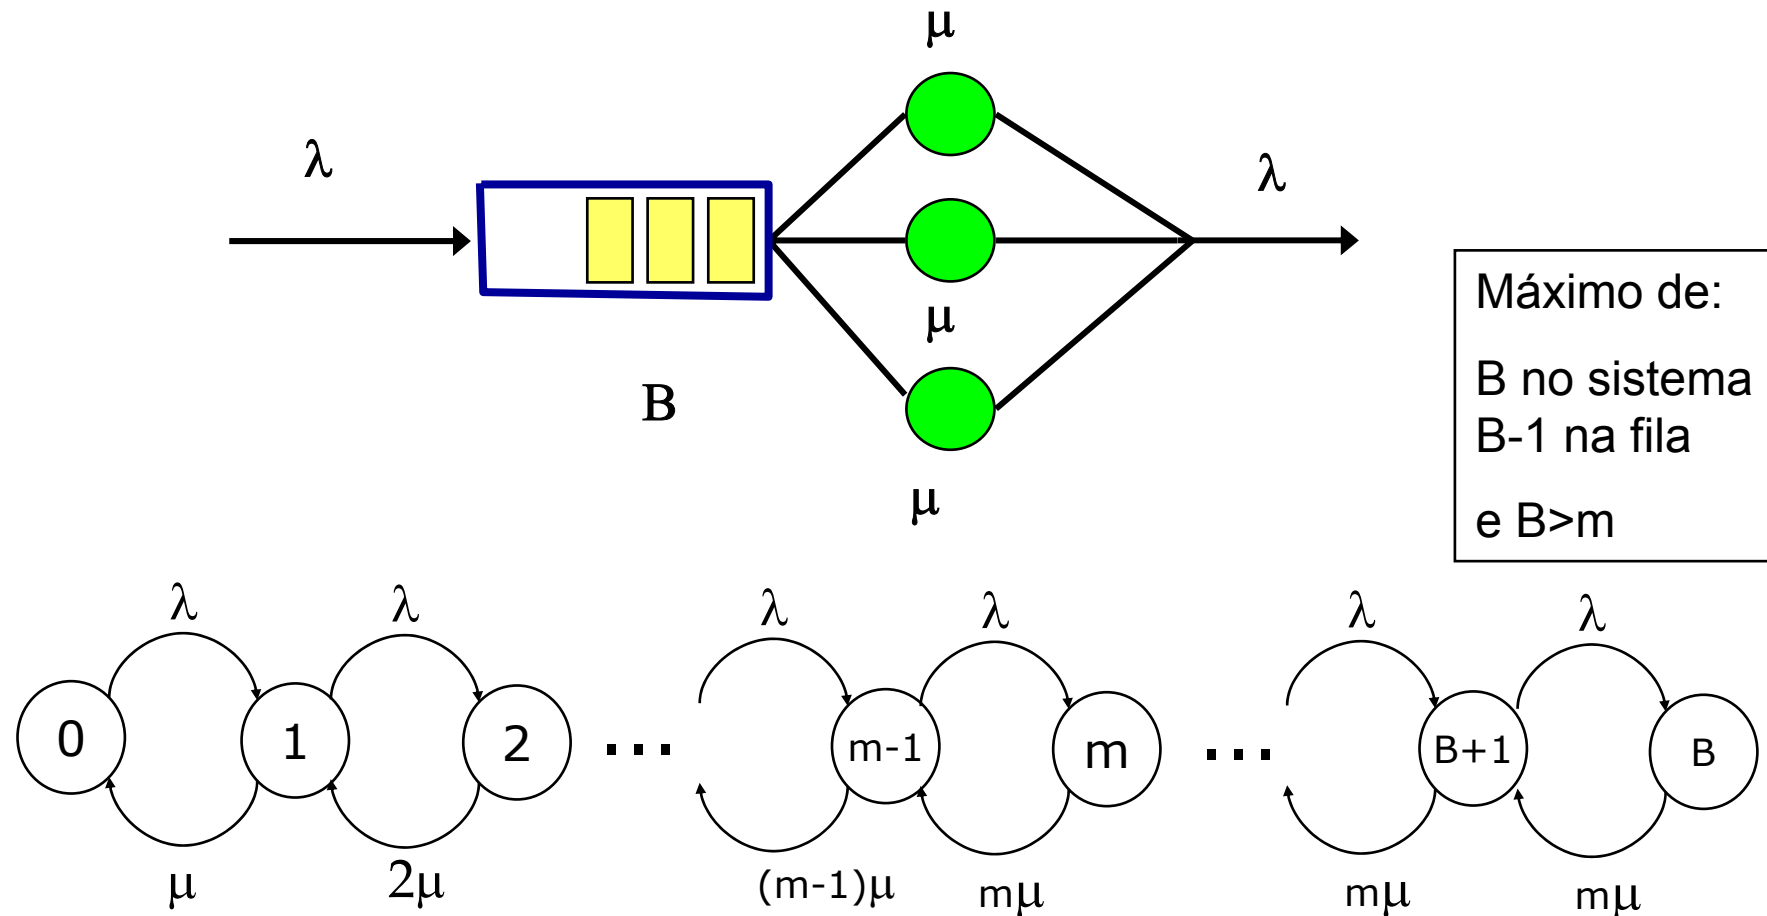 μ
λ
λ
μ
B
μ
Máximo de:
B no sistema
B-1 na fila
e B>m
λ λ λ λ λ λ
0 1 2 ... m-1 m ... B+1 B
μ 2μ (m-1)μ mμ mμ mμ